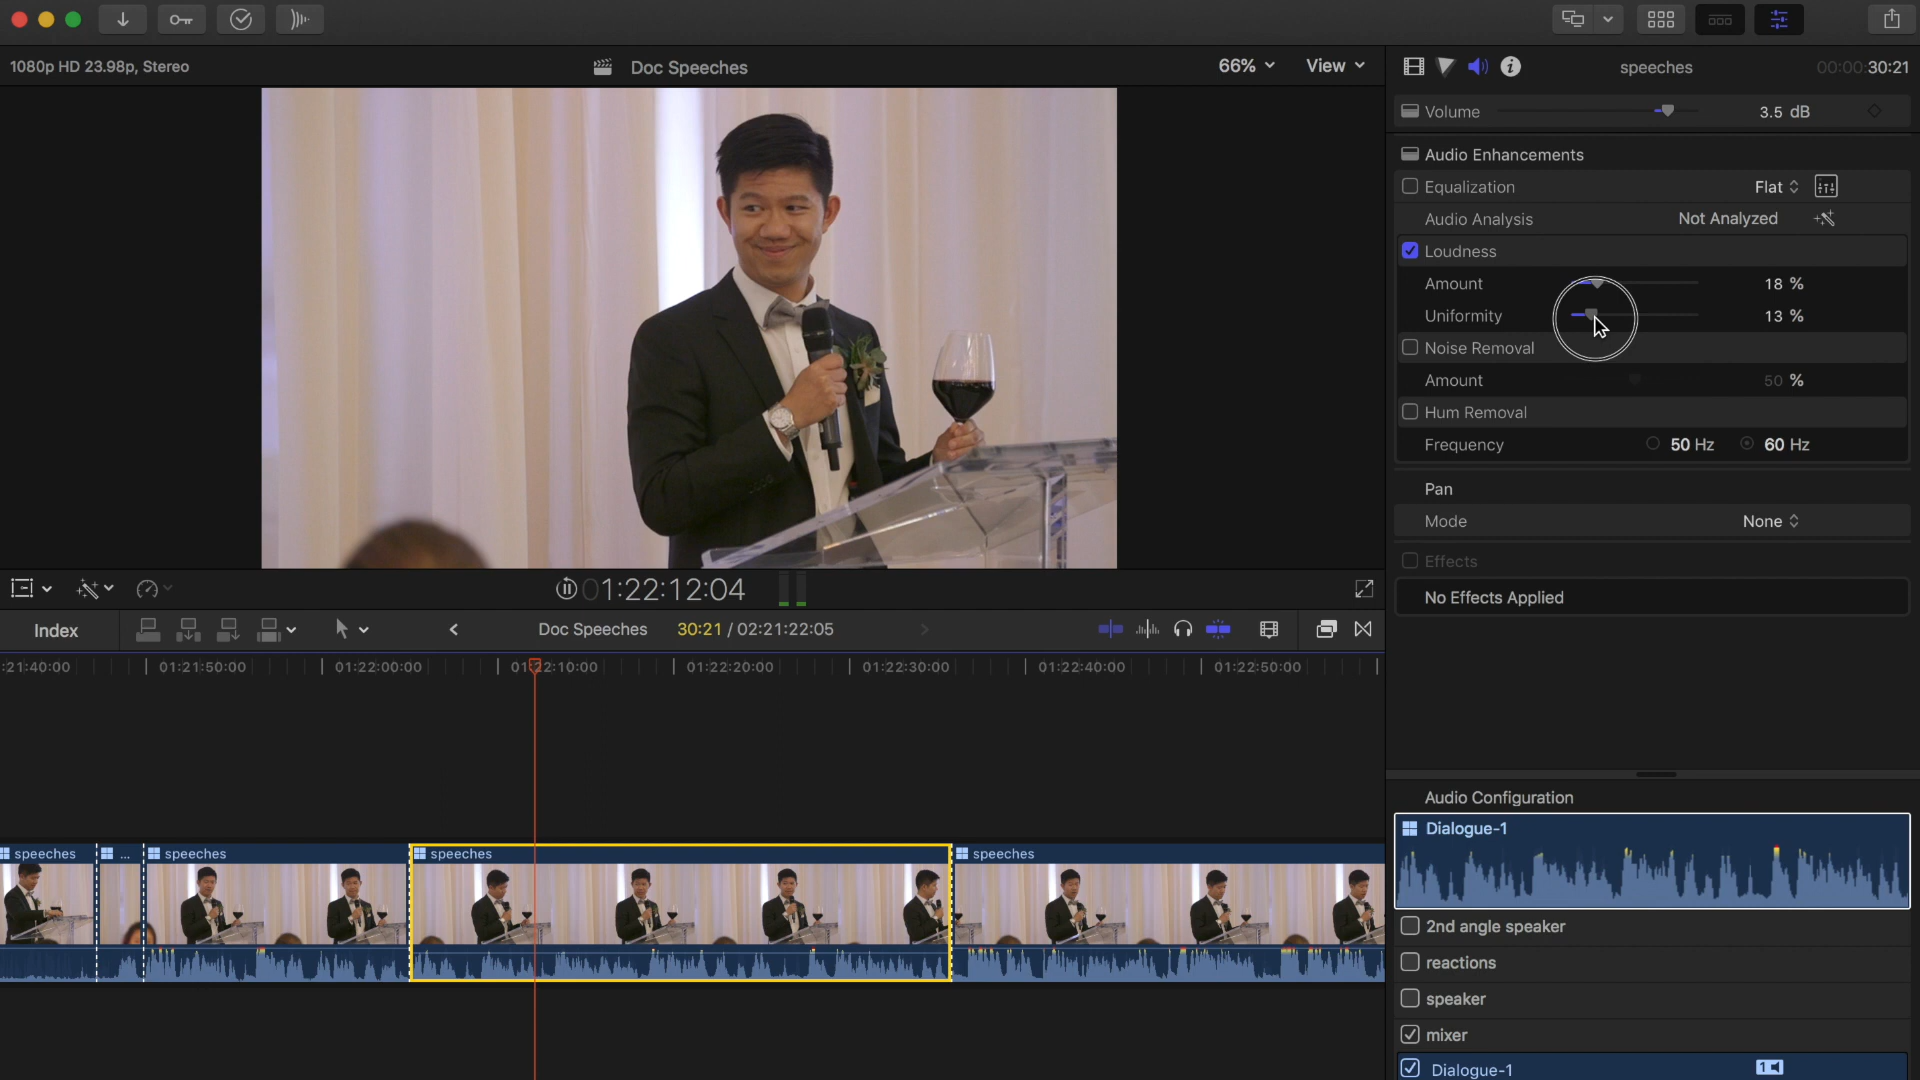 1080p HD 23.98p, Stereo
Doc Speeches
66%
View
speeches
00:00:30:21
Volume
3.5 dB
Audio Enhancements
Equalization
Flat
Audio Analysis
Not Analyzed
Loudness
Amount
18 %
Uniformity
13 %
Noise Removal
Amount
50 %
Hum Removal
Frequency
50 Hz
60 Hz
Pan
Mode
None
Effects
No Effects Applied
01:22:12:04
Index
Doc Speeches
30:21 / 02:21:22:05
:21:40:00
01:21:50:00
01:22:00:00
01:22:10:00
01:22:20:00
01:22:30:00
01:22:40:00
01:22:50:00
speeches
...
speeches
speeches
speeches
Audio Configuration
Dialogue-1
2nd angle speaker
reactions
speaker
mixer
Dialogue-1
1